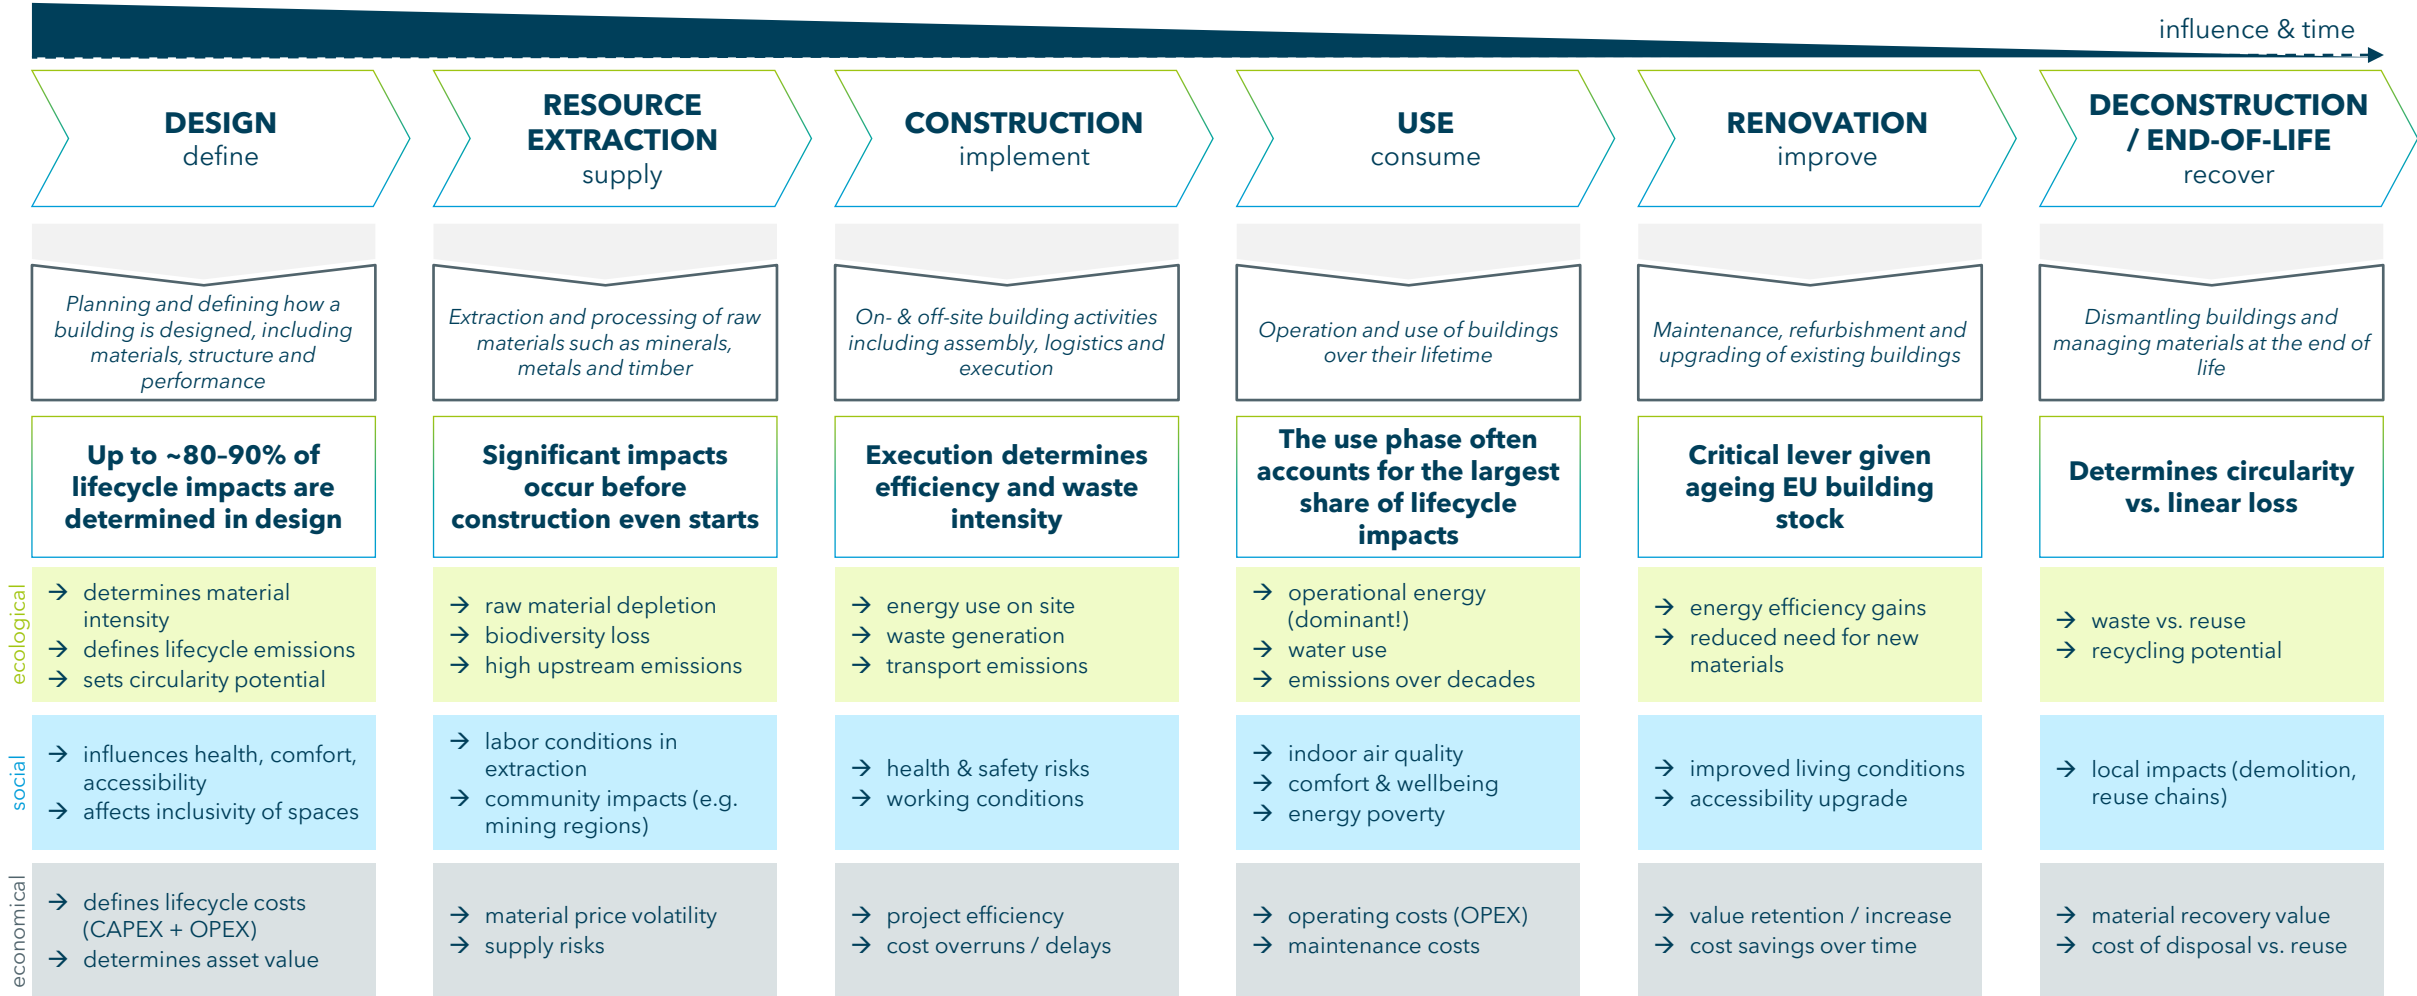 influence & time
DESIGN
define
RESOURCE
EXTRACTION
supply
CONSTRUCTION
implement
USE
consume
RENOVATION
improve
DECONSTRUCTION
/ END-OF-LIFE
recover
Planning and defining how a
building is designed, including
materials, structure and
performance
Extraction and processing of raw
materials such as minerals,
metals and timber
On- & off-site building activities
including assembly, logistics and
execution
Operation and use of buildings
over their lifetime
Maintenance, refurbishment and
upgrading of existing buildings
Dismantling buildings and
managing materials at the end of
life
Up to ~80–90% of
lifecycle impacts are
determined in design
Significant impacts
occur before
construction even starts
Execution determines
efficiency and waste
intensity
The use phase often
accounts for the largest
share of lifecycle
impacts
Critical lever given
ageing EU building
stock
Determines circularity
vs. linear loss
ecological
→ determines material
intensity
→ defines lifecycle emissions
→ sets circularity potential
→ raw material depletion
→ biodiversity loss
→ high upstream emissions
→ energy use on site
→ waste generation
→ transport emissions
→ operational energy
(dominant!)
→ water use
→ emissions over decades
→ energy efficiency gains
→ reduced need for new
materials
→ waste vs. reuse
→ recycling potential
social
→ influences health, comfort,
accessibility
→ affects inclusivity of spaces
→ labor conditions in
extraction
→ community impacts (e.g.
mining regions)
→ health & safety risks
→ working conditions
→ indoor air quality
→ comfort & wellbeing
→ energy poverty
→ improved living conditions
→ accessibility upgrade
→ local impacts (demolition,
reuse chains)
economical
→ defines lifecycle costs
(CAPEX + OPEX)
→ determines asset value
→ material price volatility
→ supply risks
→ project efficiency
→ cost overruns / delays
→ operating costs (OPEX)
→ maintenance costs
→ value retention / increase
→ cost savings over time
→ material recovery value
→ cost of disposal vs. reuse